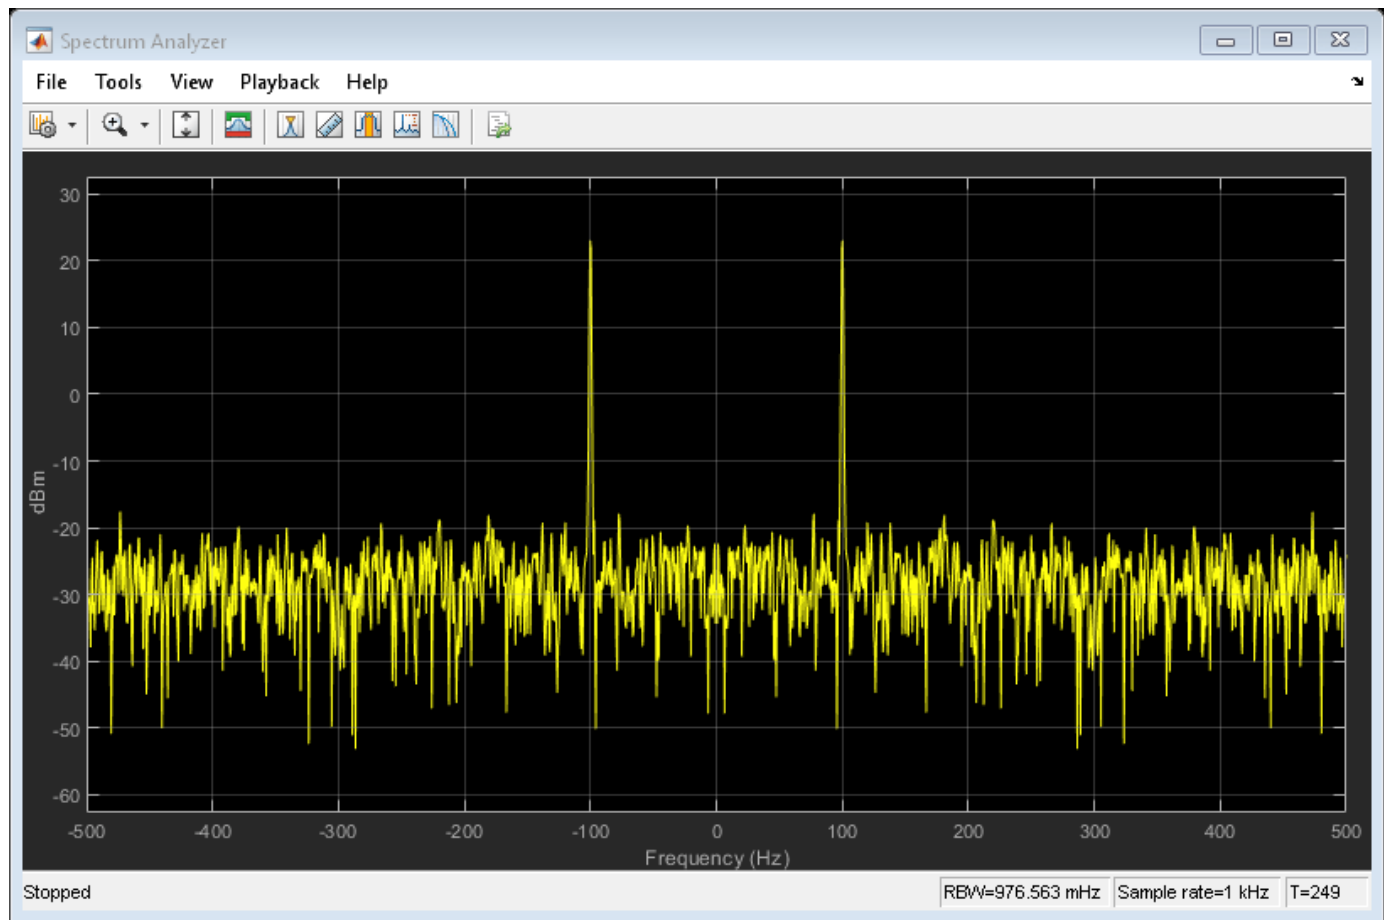 Spectrum Analyzer
File Tools View Playback Help
30
20
10
0
-10
-20
-30
-40
-50
-60
dBm
-500 -400 -300 -200 -100 0 100 200 300 400 500
Frequency (Hz)
Stopped RBW=976.563 mHz Sample rate=1 kHz T=249